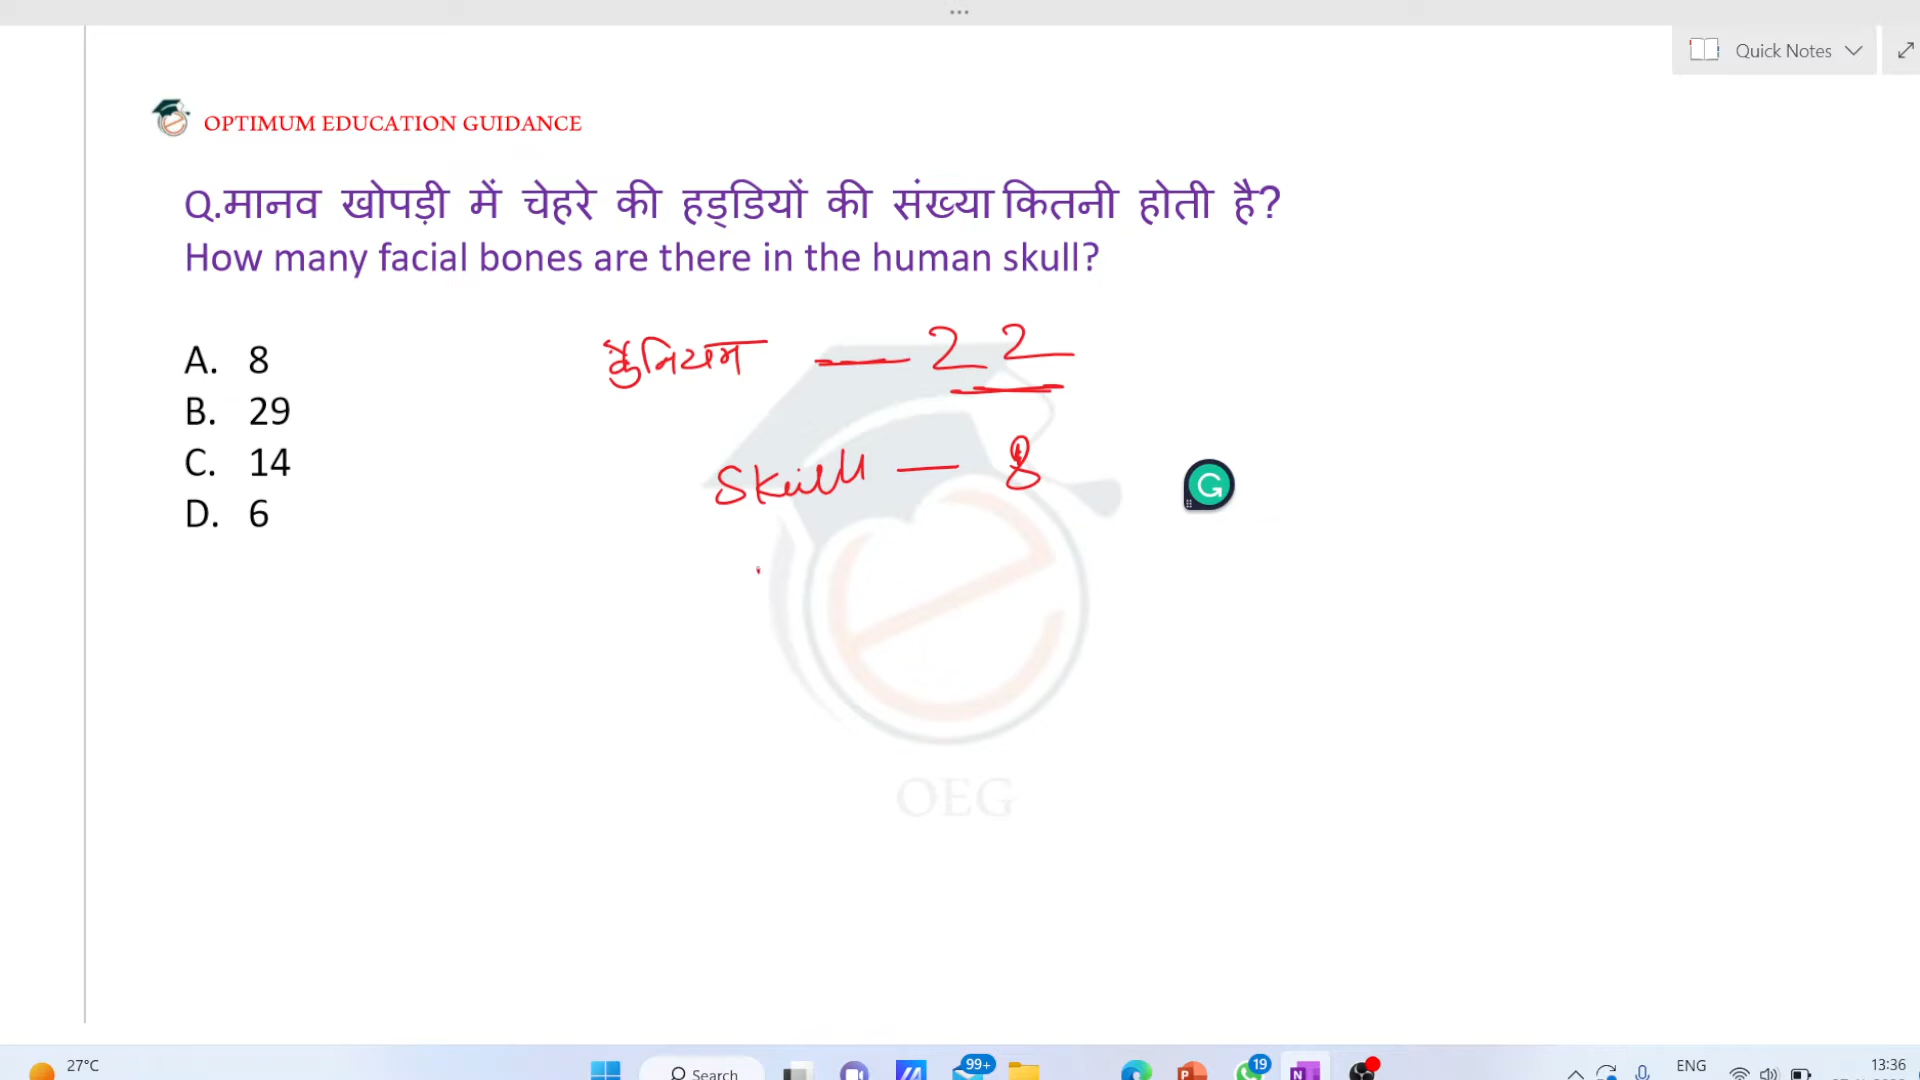 Quick Notes
OPTIMUM EDUCATION GUIDANCE
Q.मानव खोपड़ी में चेहरे की हड्डियों की संख्या कितनी होती है?
How many facial bones are there in the human skull?
A. 8
B. 29
C. 14
D. 6
क्रेनियम — 22
Skull — 8
OEG
27°C
Search
99+
19
ENG
13:36